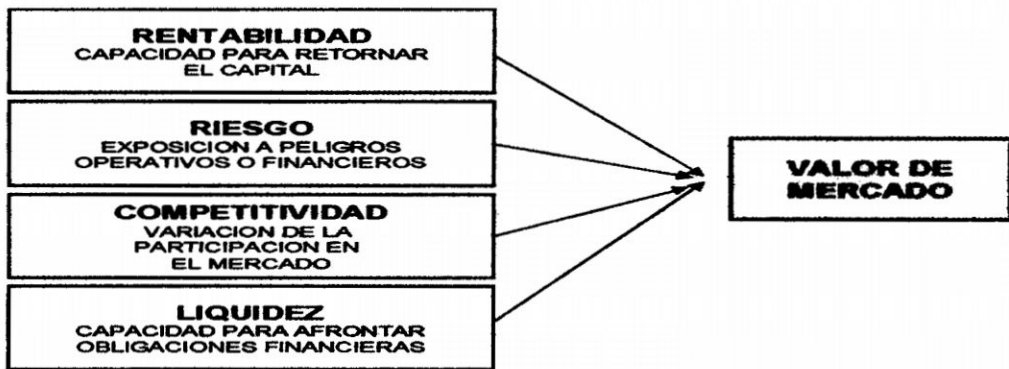 RENTABILIDAD
CAPACIDAD PARA RETORNAR
EL CAPITAL
RIESGO
EXPOSICION A PELIGROS
OPERATIVOS O FINANCIEROS
COMPETITIVIDAD
VARIACION DE LA
PARTICIPACION EN
EL MERCADO
LIQUIDEZ
CAPACIDAD PARA AFRONTAR
OBLIGACIONES FINANCIERAS
VALOR DE
MERCADO